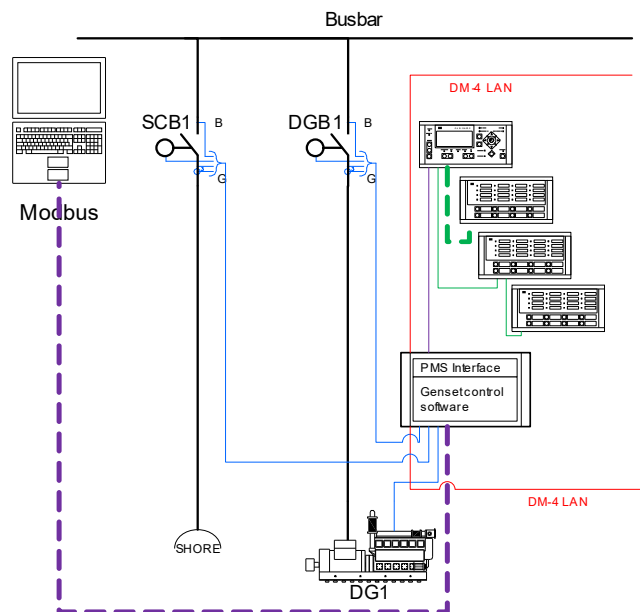 Busbar
DM-4 LAN
SCB1
B
DGB1
B
G
G
Modbus
PMS Interface
Gensetcontrol
software
DM-4 LAN
SHORE
DG1